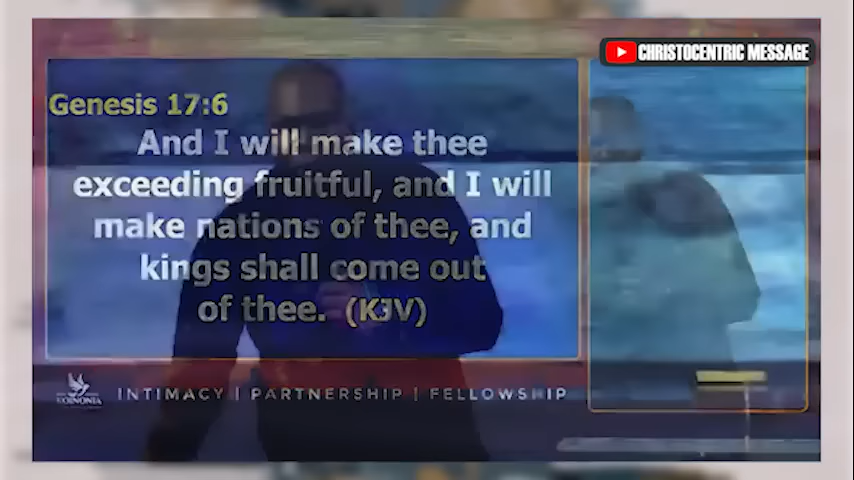 CHRISTOCENTRIC MESSAGE
Genesis 17:6
And I will make thee
exceeding fruitful, and I will
make nations of thee, and
kings shall come out
of thee. (KJV)
KOINONIA
INTIMACY | PARTNERSHIP | FELLOWSHIP